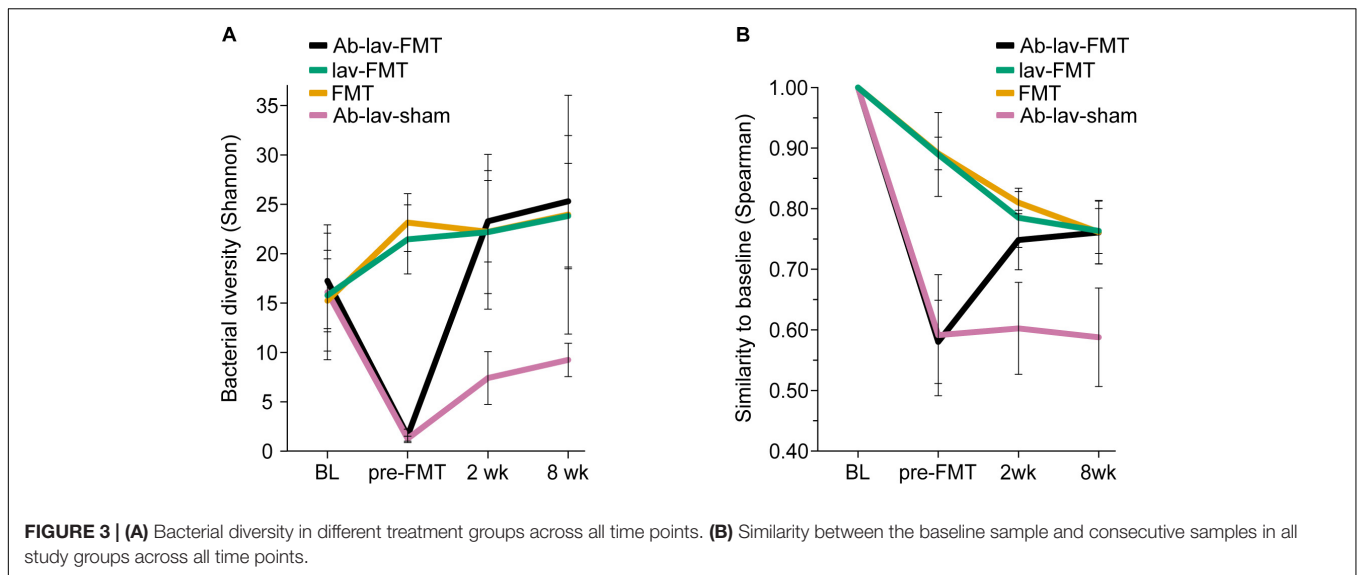 A
Ab-lav-FMT
lav-FMT
FMT
Ab-lav-sham
Bacterial diversity (Shannon)
35
30
25
20
15
10
5
0
BL pre-FMT 2 wk 8 wk
B
Ab-lav-FMT
lav-FMT
FMT
Ab-lav-sham
Similarity to baseline (Spearman)
1.00
0.90
0.80
0.70
0.60
0.50
0.40
BL pre-FMT 2wk 8wk
FIGURE 3 | (A) Bacterial diversity in different treatment groups across all time points. (B) Similarity between the baseline sample and consecutive samples in all
study groups across all time points.